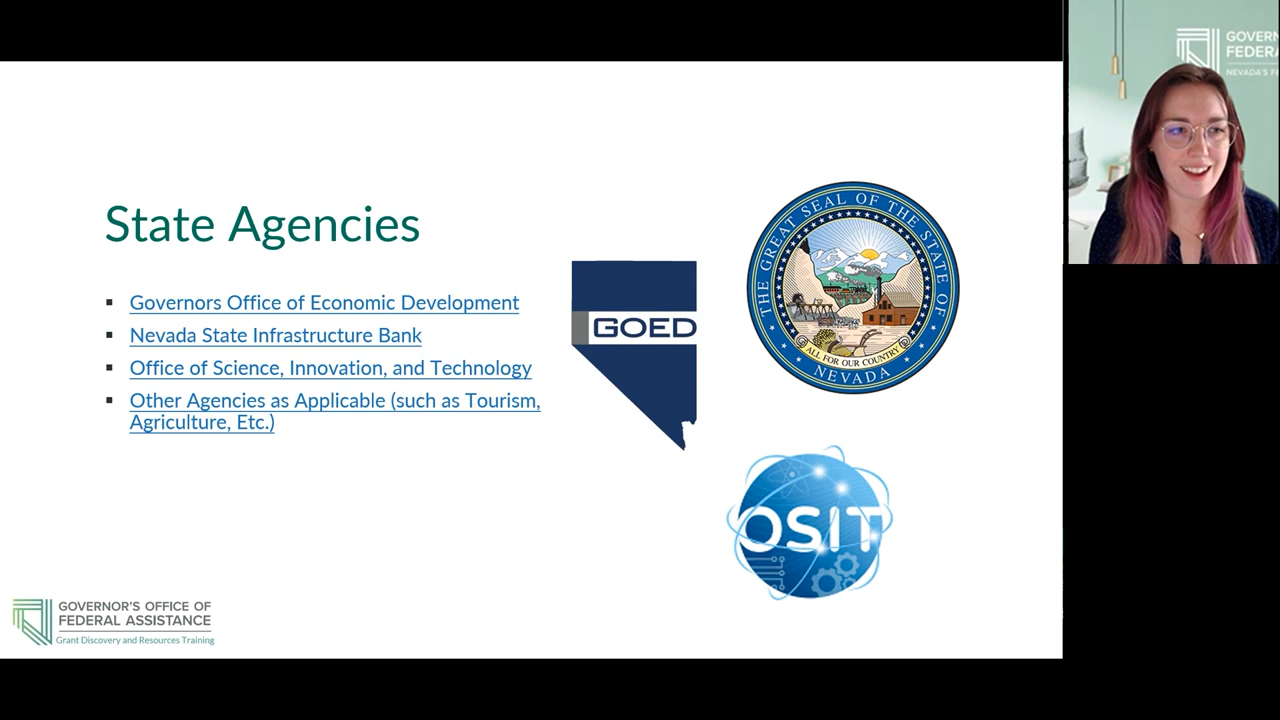 State Agencies
Governors Office of Economic Development
Nevada State Infrastructure Bank
Office of Science, Innovation, and Technology
Other Agencies as Applicable (such as Tourism,
Agriculture, Etc.)
GOED
THE GREAT SEAL OF THE STATE OF
ALL FOR OUR COUNTRY
NEVADA
OSIT
GOVERNOR'S OFFICE OF
FEDERAL ASSISTANCE
Grant Discovery and Resources Training
GOVERN
FEDERA
NEVADA'S F